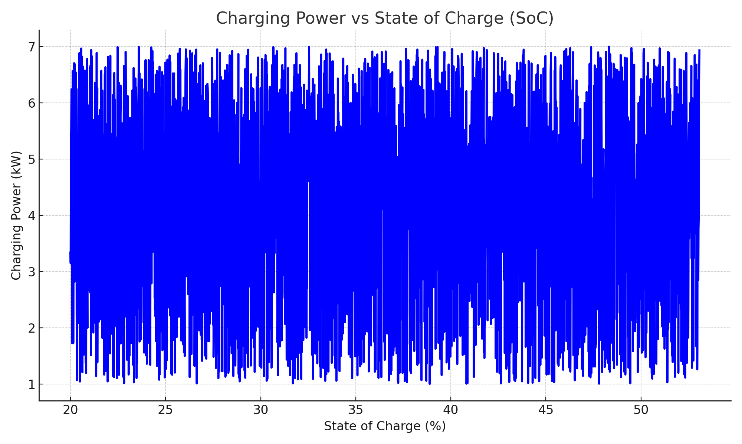 Charging Power vs State of Charge (SoC)
Charging Power (kW)
7
6
5
4
3
2
1
20 25 30 35 40 45 50
State of Charge (%)